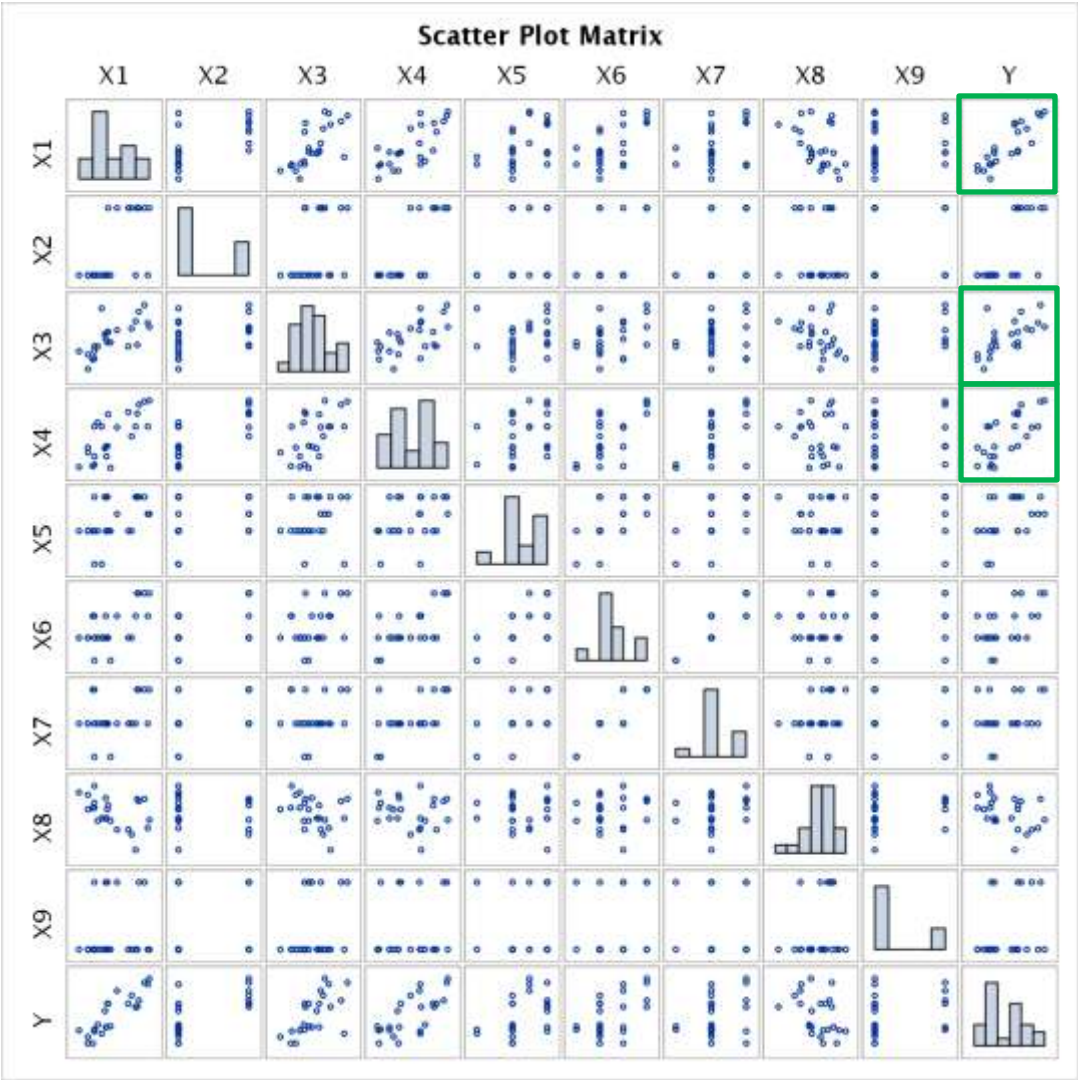 Scatter Plot Matrix
X1 X2 X3 X4 X5 X6 X7 X8 X9 Y
X1
X2
X3
X4
X5
X6
X7
X8
X9
Y